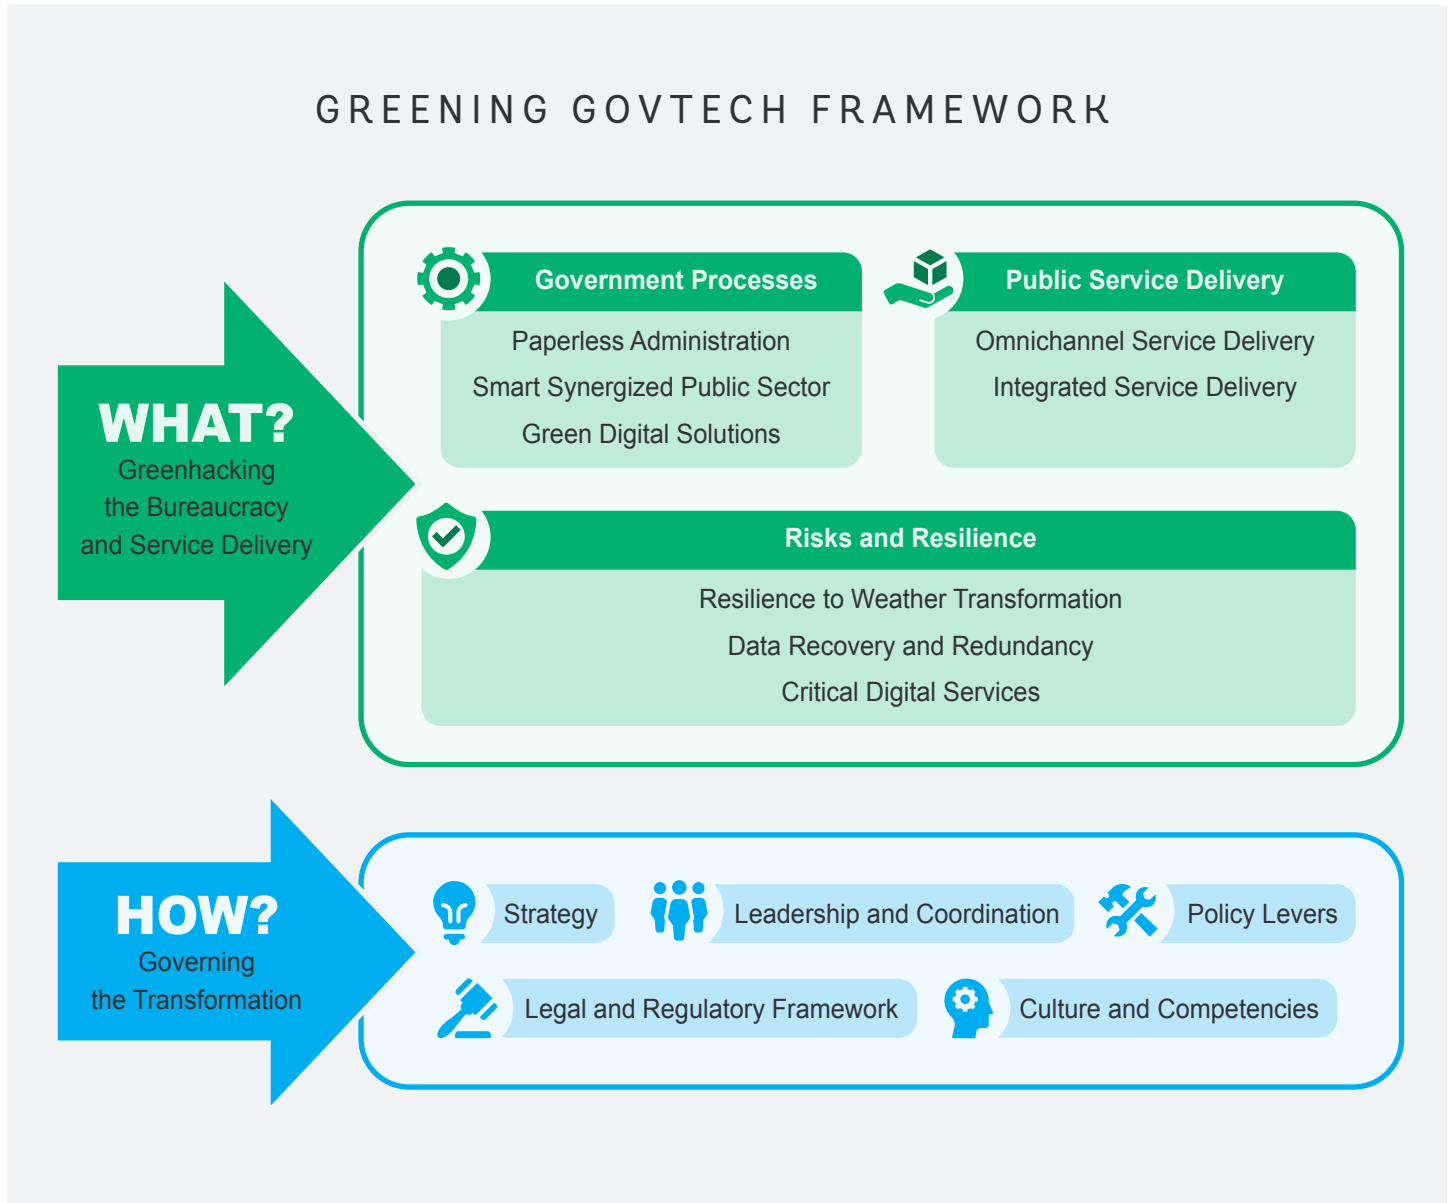 GREENING GOVTECH FRAMEWORK
WHAT?
Greenhacking
the Bureaucracy
and Service Delivery
Government Processes
Paperless Administration
Smart Synergized Public Sector
Green Digital Solutions
Public Service Delivery
Omnichannel Service Delivery
Integrated Service Delivery
Risks and Resilience
Resilience to Weather Transformation
Data Recovery and Redundancy
Critical Digital Services
HOW?
Governing
the Transformation
Strategy
Leadership and Coordination
Policy Levers
Legal and Regulatory Framework
Culture and Competencies